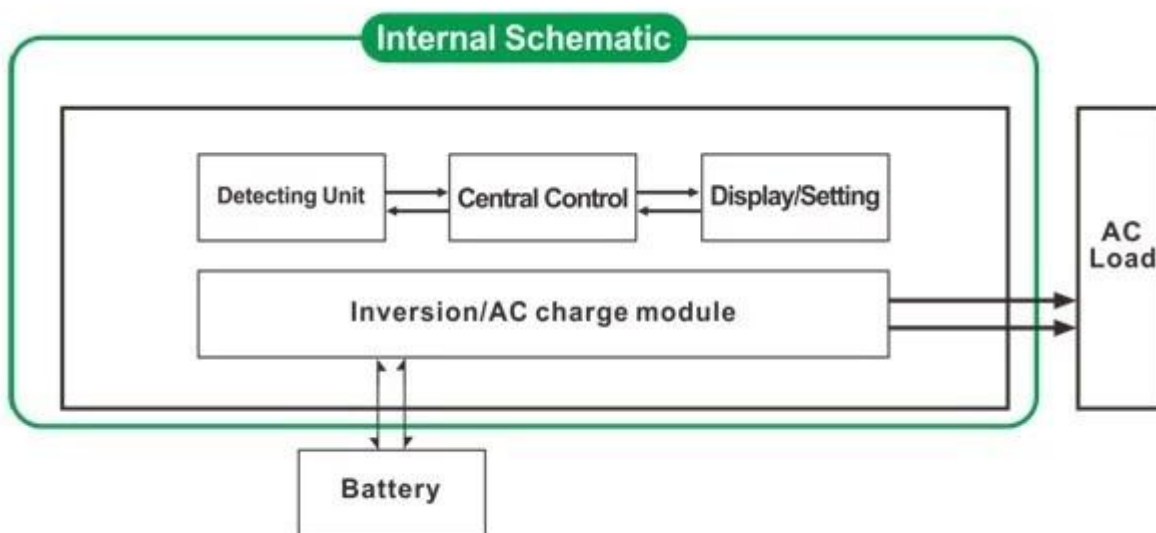 Internal Schematic
Detecting Unit
Central Control
Display/Setting
AC
Load
Inversion/AC charge module
Battery